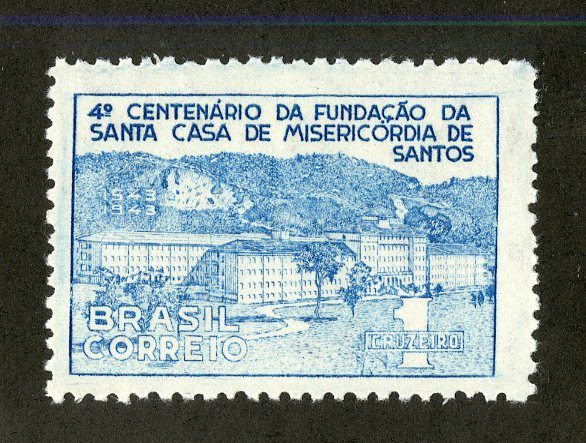 4º CENTENÁRIO DA FUNDAÇÃO DA
SANTA CASA DE MISERICÓRDIA DE
SANTOS
1543
1943
BRASIL
CORREIO
1
CRUZEIRO